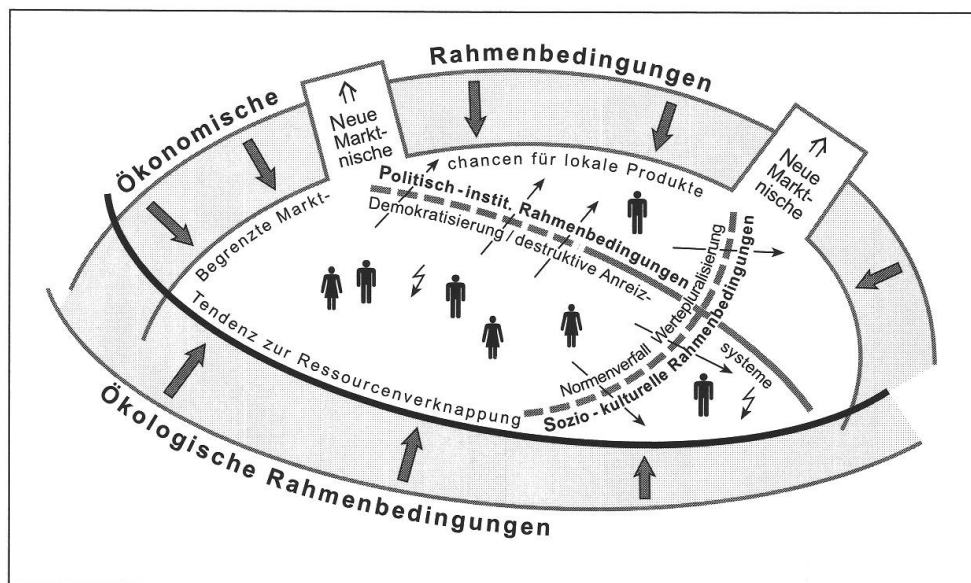 Ökonomische Rahmenbedingungen
Neue
Markt-
nische
Neue
Markt-
nische
Begrenzte Markt-
chancen für lokale Produkte
Politisch-instit. Rahmenbedingungen
Demokratisierung / destruktive Anreiz-
systeme
Normenverfall Wertepluralisierung
Sozio-kulturelle Rahmenbedingungen
Tendenz zur Ressourcenverknappung
Ökologische Rahmenbedingungen